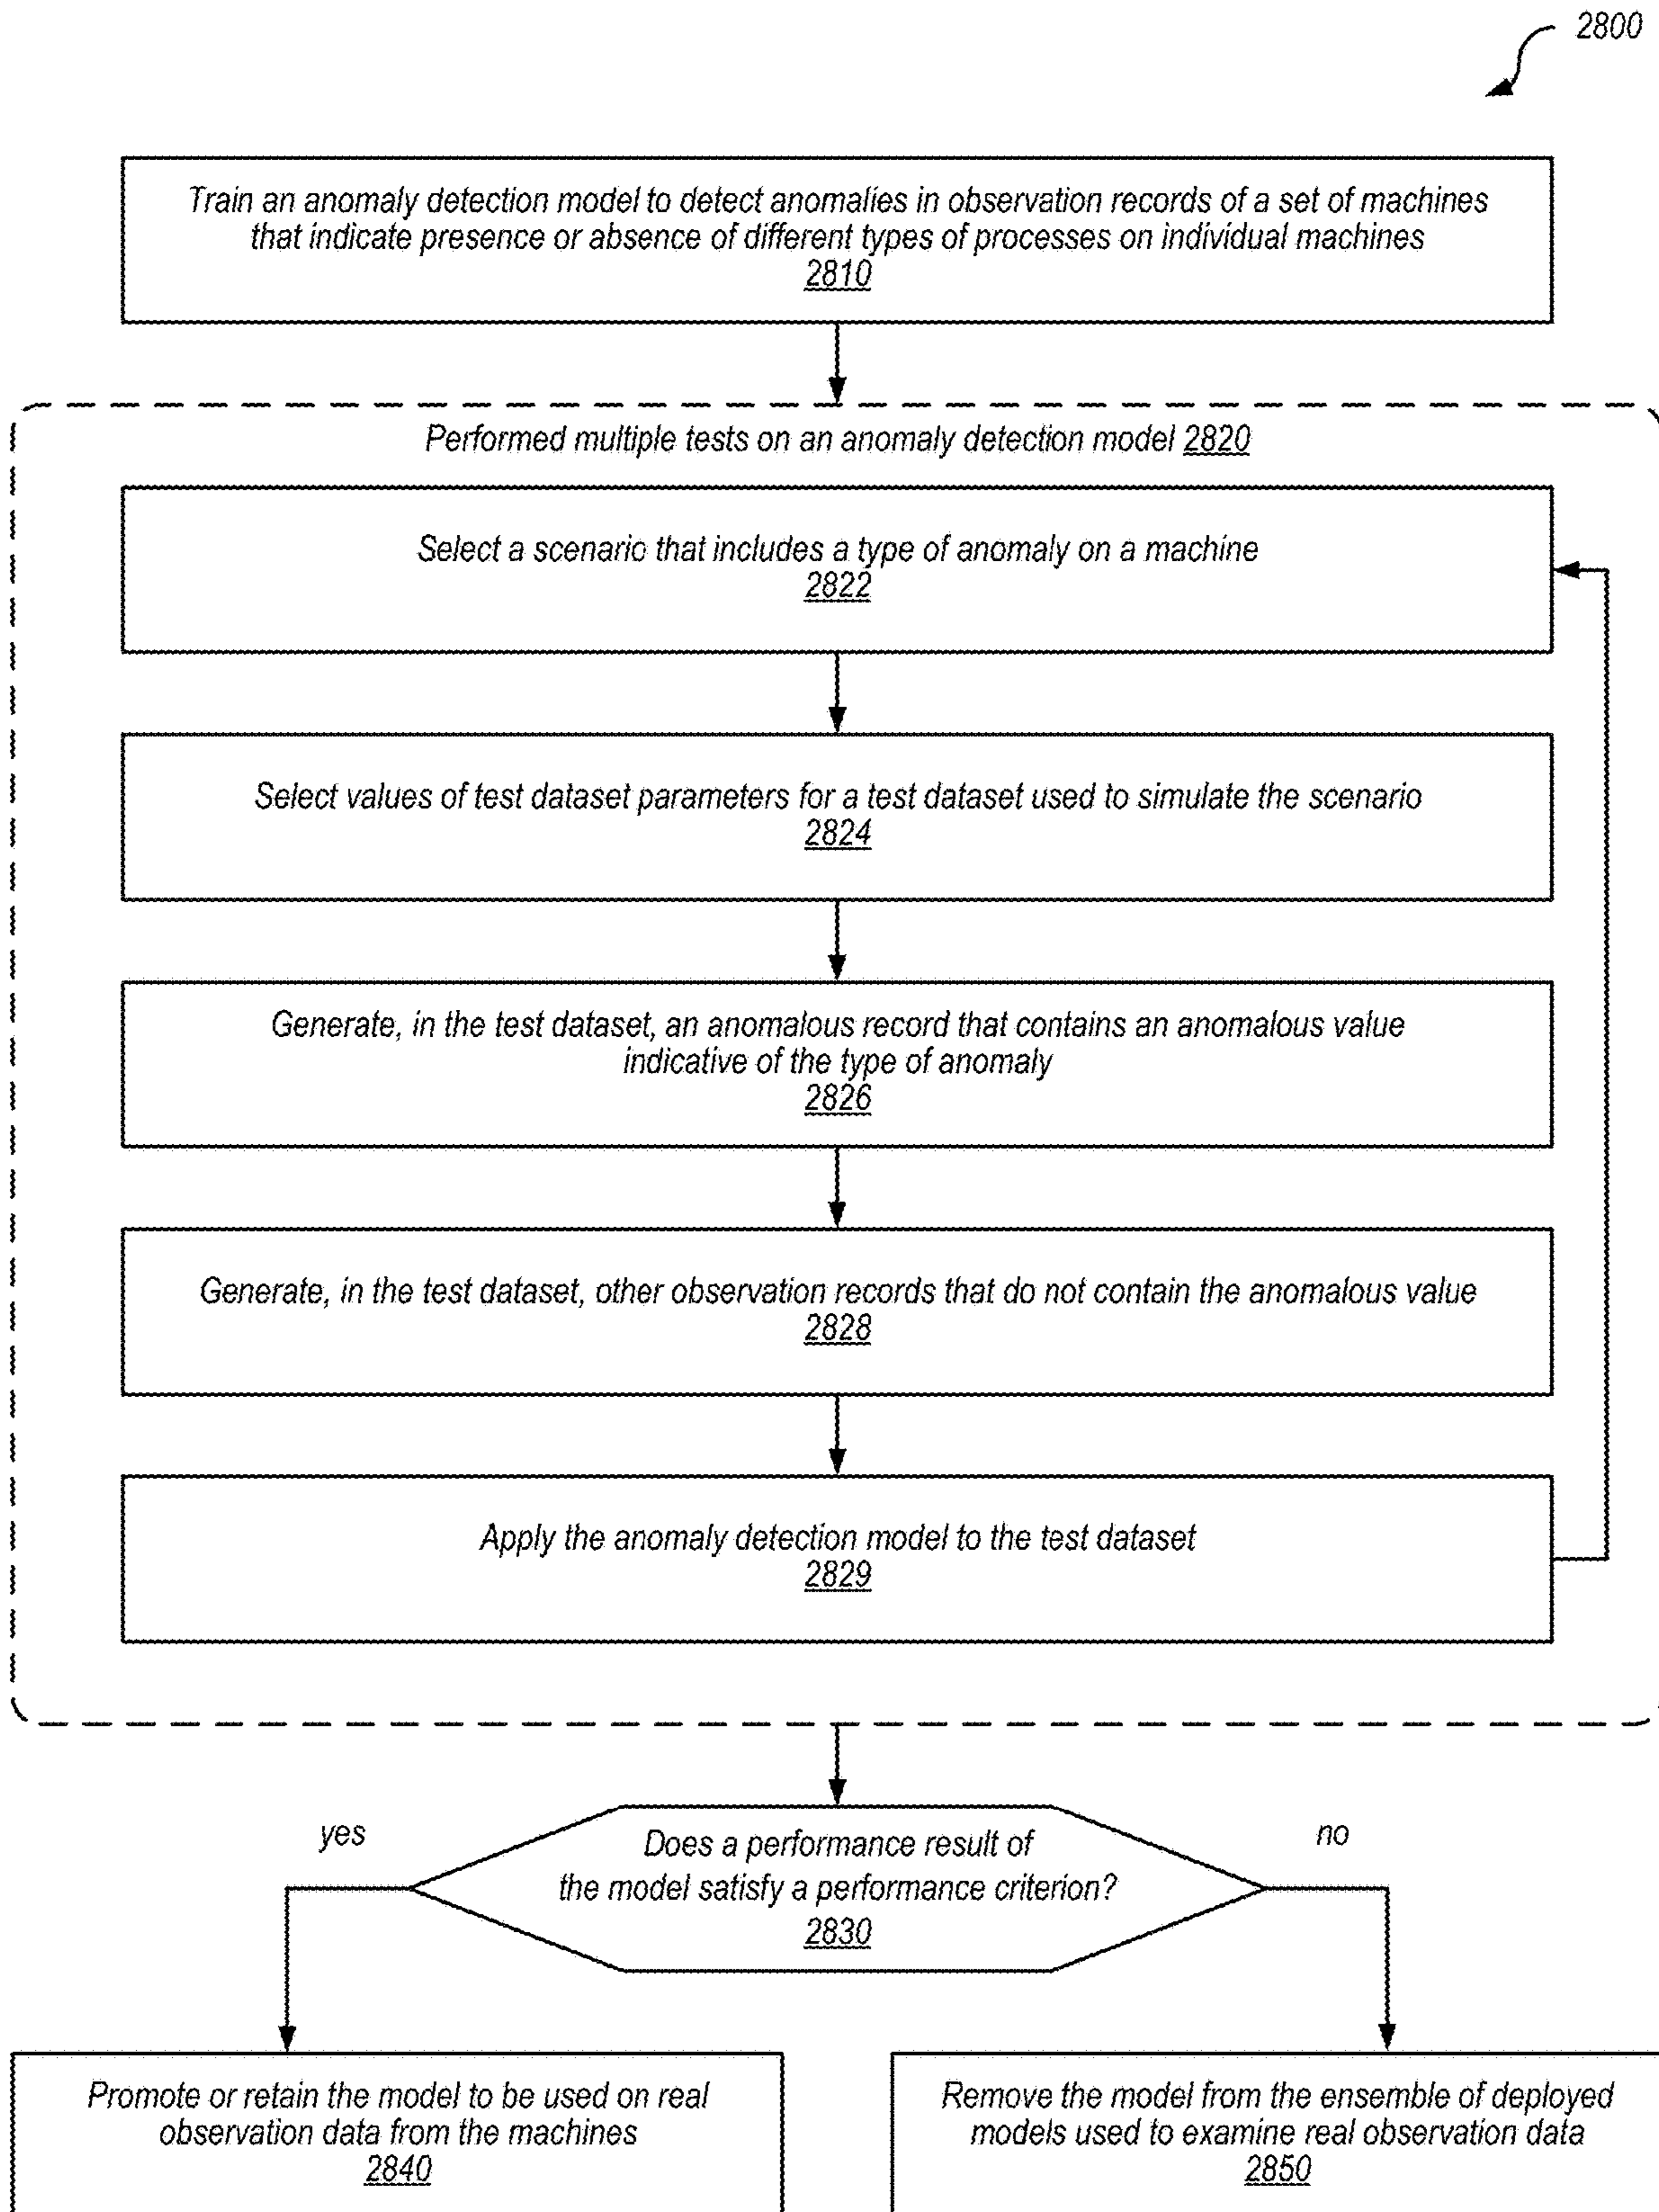 2800
Train an anomaly detection model to detect anomalies in observation records of a set of machines
that indicate presence or absence of different types of processes on individual machines
2810
Performed multiple tests on an anomaly detection model 2820
Select a scenario that includes a type of anomaly on a machine
2822
Select values of test dataset parameters for a test dataset used to simulate the scenario
2824
Generate, in the test dataset, an anomalous record that contains an anomalous value
indicative of the type of anomaly
2826
Generate, in the test dataset, other observation records that do not contain the anomalous value
2828
Apply the anomaly detection model to the test dataset
2829
yes
no
Does a performance result of
the model satisfy a performance criterion?
2830
Promote or retain the model to be used on real
observation data from the machines
2840
Remove the model from the ensemble of deployed
models used to examine real observation data
2850